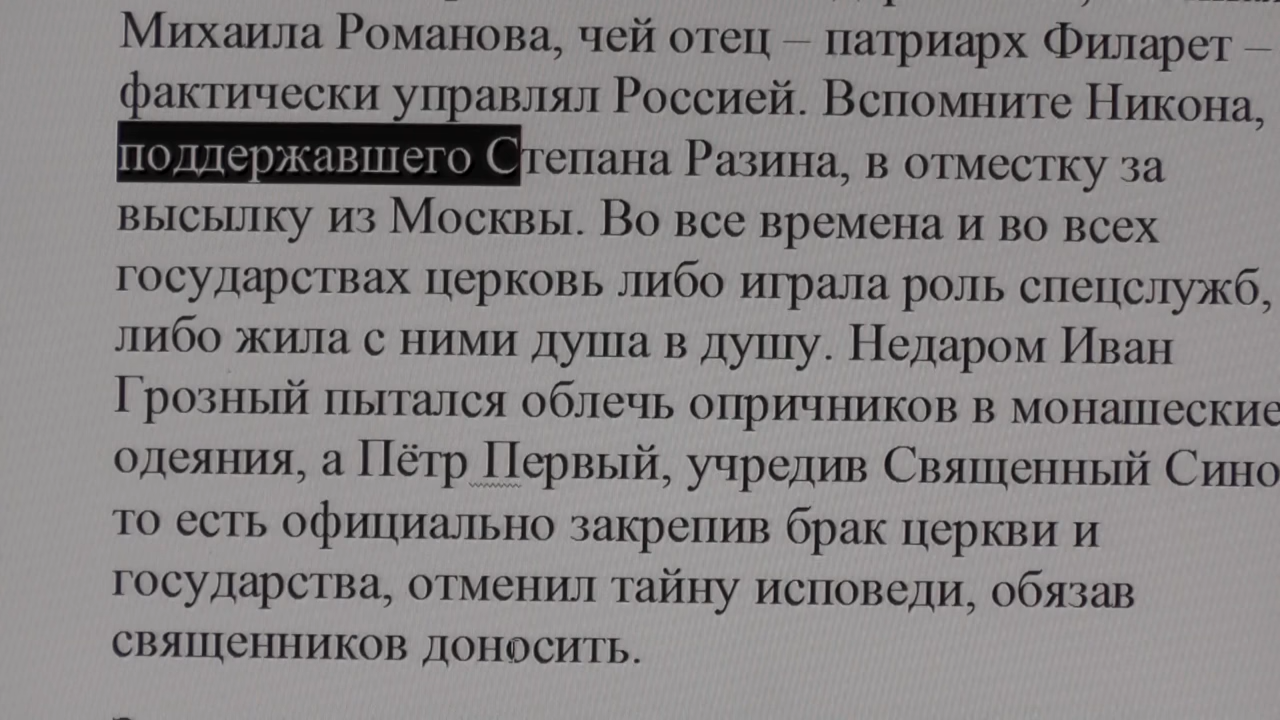 Михаила Романова, чей отец – патриарх Филарет –
фактически управлял Россией. Вспомните Никона,
поддержавшего Степана Разина, в отместку за
высылку из Москвы. Во все времена и во всех
государствах церковь либо играла роль спецслужб,
либо жила с ними душа в душу. Недаром Иван
Грозный пытался облечь опричников в монашеские
одеяния, а Пётр Первый, учредив Священный Сино
то есть официально закрепив брак церкви и
государства, отменил тайну исповеди, обязав
священников доносить.